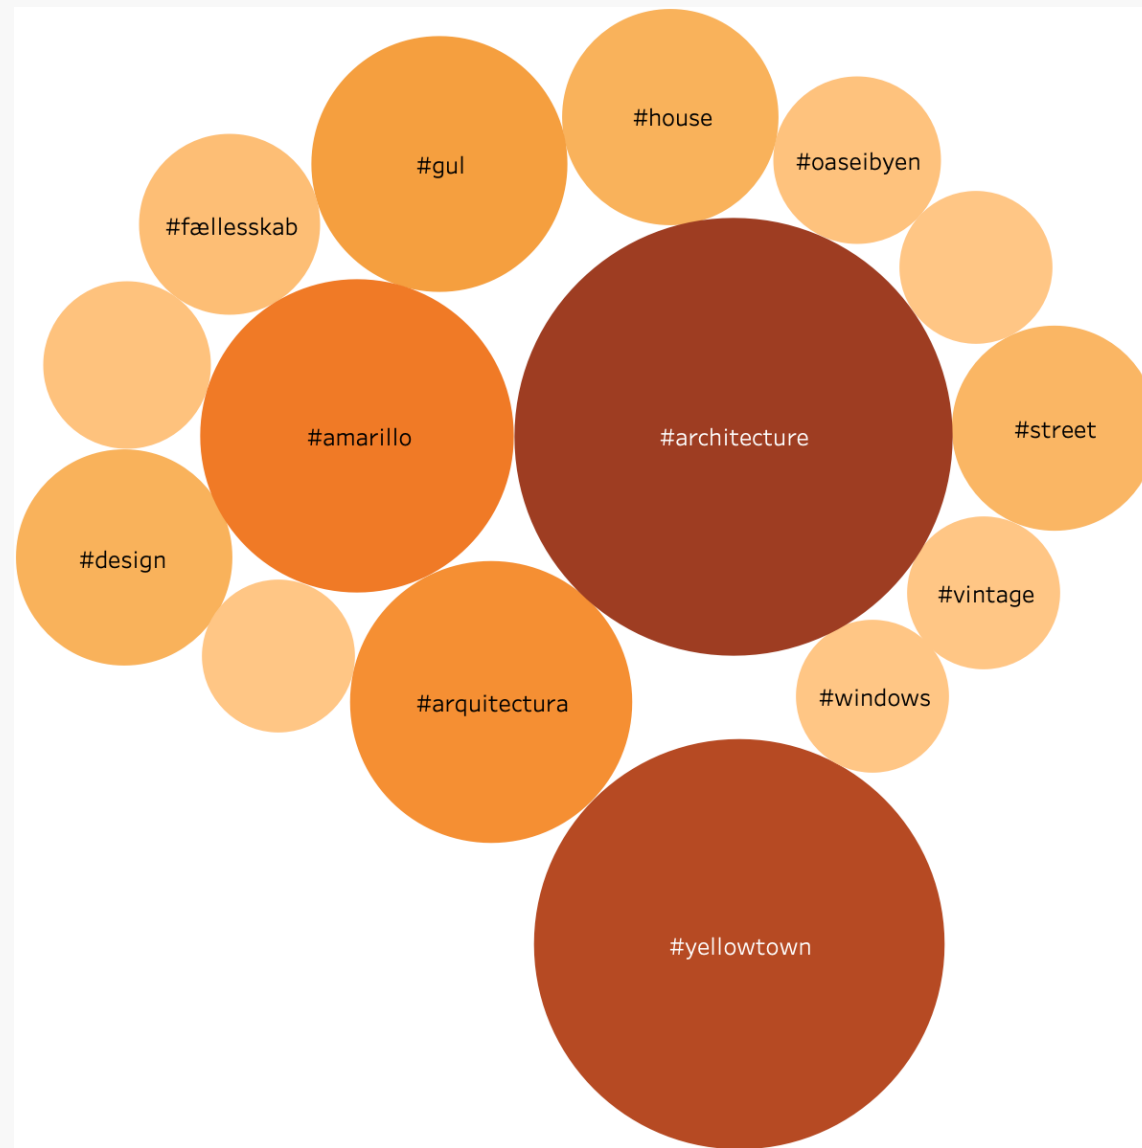 #house
#oaseibyen
#gul
#fællesskab
#street
#amarillo
#architecture
#design
#vintage
#windows
#arquitectura
#yellowtown